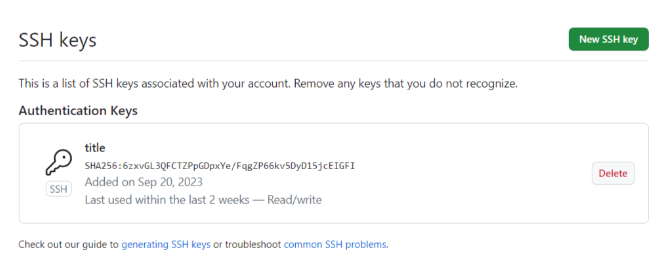 SSH keys
New SSH key
This is a list of SSH keys associated with your account. Remove any keys that you do not recognize.
Authentication Keys
title
SHA256:6zxvGL3QFCTZPpGDpxYe/FqgZP66kv5DyD15jcEIGFI
Added on Sep 20, 2023
SSH
Last used within the last 2 weeks — Read/write
Delete
Check out our guide to generating SSH keys or troubleshoot common SSH problems.